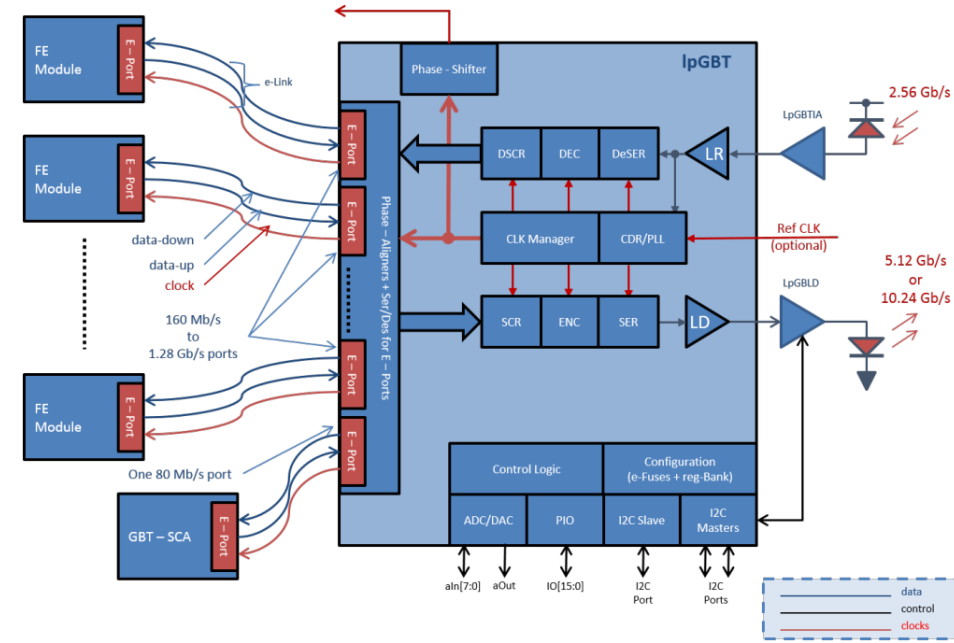 FE
Module
E – Port
e-Link
FE
Module
E – Port
data-down
data-up
clock
160 Mb/s
to
1.28 Gb/s ports
FE
Module
E – Port
One 80 Mb/s port
GBT – SCA
E – Port
Phase - Shifter
lpGBT
E – Port
E – Port
E – Port
E – Port
Phase – Aligners + Ser/Des for E – Ports
DSCR
DEC
DeSER
LR
LpGBTIA
2.56 Gb/s
CLK Manager
CDR/PLL
Ref CLK
(optional)
SCR
ENC
SER
LD
LpGBLD
5.12 Gb/s
or
10.24 Gb/s
Control Logic
Configuration
(e-Fuses + reg-Bank)
ADC/DAC
PIO
I2C Slave
I2C
Masters
aIn[7:0]
aOut
IO[15:0]
I2C
Port
I2C
Ports
data
control
clocks